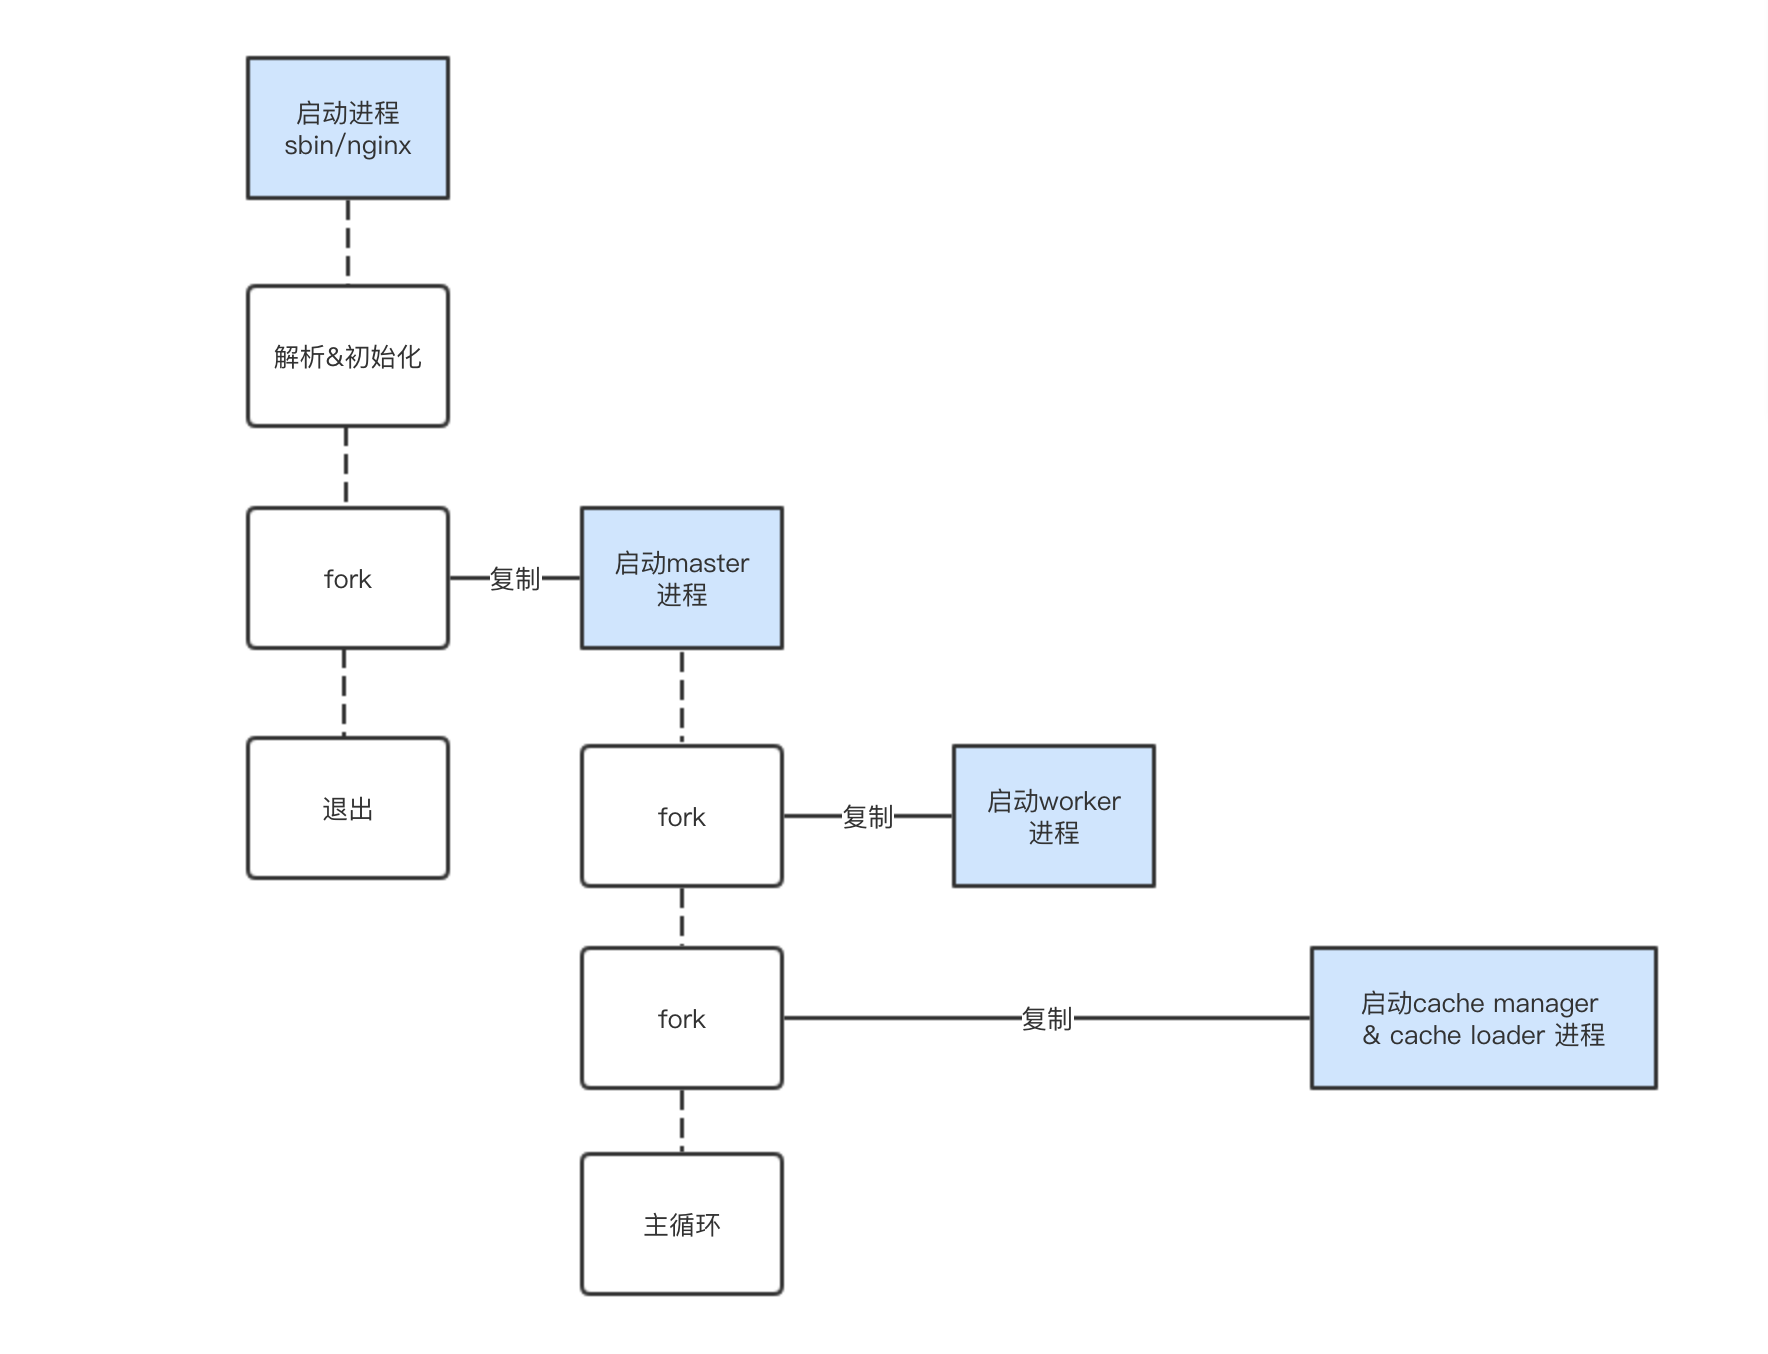 启动进程
sbin/nginx
解析&初始化
fork
复制
启动master
进程
退出
fork
复制
启动worker
进程
fork
复制
启动cache manager
& cache loader 进程
主循环